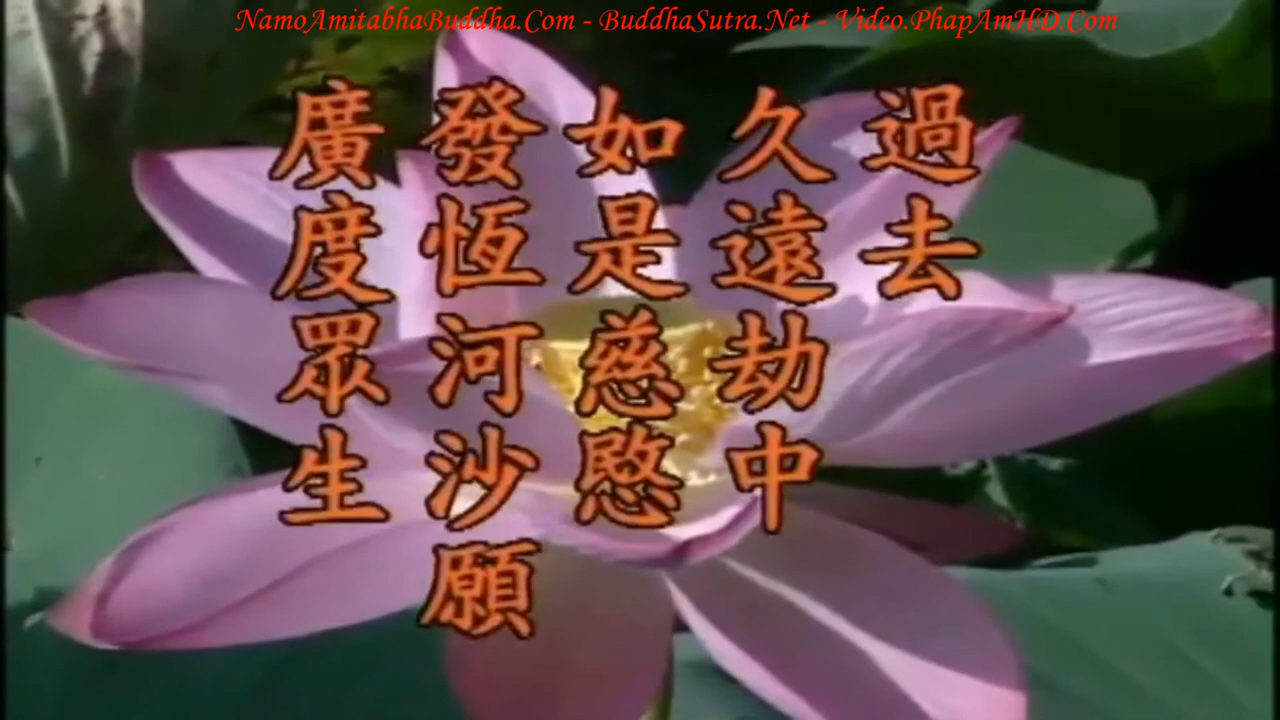 NamoAmitabhaBuddha.Com - BuddhaSutra.Net - Video.PhapAmHD.Com
過去
久遠劫中
如是慈愍
發恆河沙願
廣度眾生